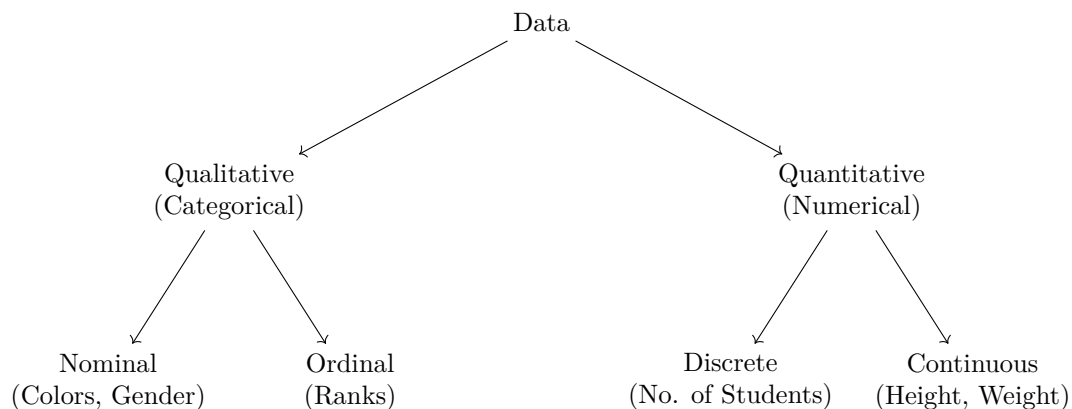 Data
Qualitative
(Categorical)
Quantitative
(Numerical)
Nominal
(Colors, Gender)
Ordinal
(Ranks)
Discrete
(No. of Students)
Continuous
(Height, Weight)